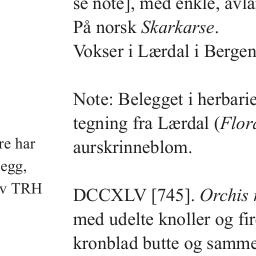 se note], med enkle, avla
På norsk Skarkarse.
Vokser i Lærdal i Bergen
Note: Belegget i herbarie
tegning fra Lærdal (Flora
aurskrinneblom.
re har
egg,
v TRH
DCCXLV [745]. Orchis
med udelte knoller og fir
kronblad butte og samme